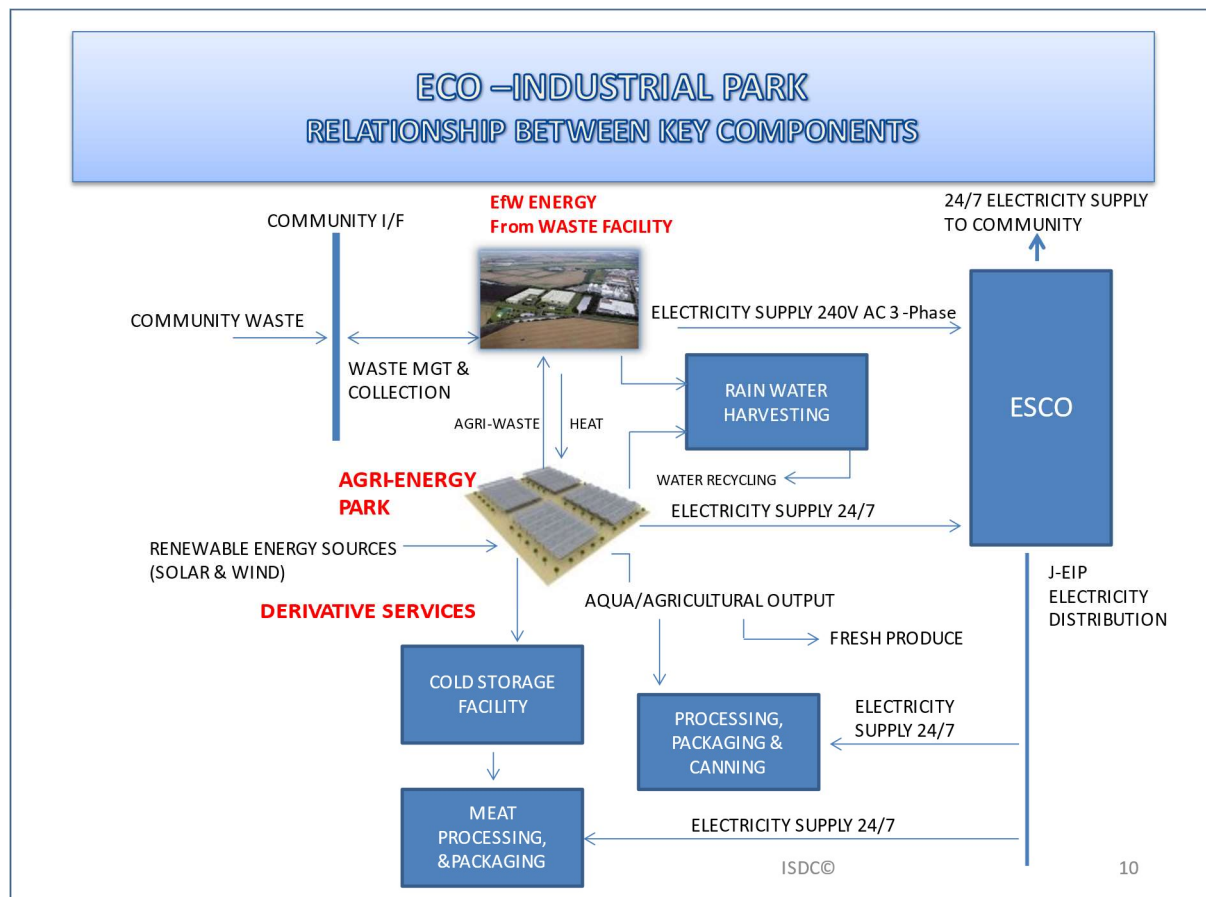 ECO –INDUSTRIAL PARK
RELATIONSHIP BETWEEN KEY COMPONENTS
EfW ENERGY
From WASTE FACILITY
24/7 ELECTRICITY SUPPLY
TO COMMUNITY
COMMUNITY I/F
COMMUNITY WASTE
ELECTRICITY SUPPLY 240V AC 3 -Phase
WASTE MGT &
COLLECTION
RAIN WATER
HARVESTING
ESCO
AGRI-WASTE
HEAT
AGRI-ENERGY
PARK
WATER RECYCLING
ELECTRICITY SUPPLY 24/7
RENEWABLE ENERGY SOURCES
(SOLAR & WIND)
J-EIP
ELECTRICITY
DISTRIBUTION
DERIVATIVE SERVICES
AQUA/AGRICULTURAL OUTPUT
FRESH PRODUCE
COLD STORAGE
FACILITY
PROCESSING,
PACKAGING &
CANNING
ELECTRICITY
SUPPLY 24/7
MEAT
PROCESSING,
&PACKAGING
ELECTRICITY SUPPLY 24/7
ISDC©
10